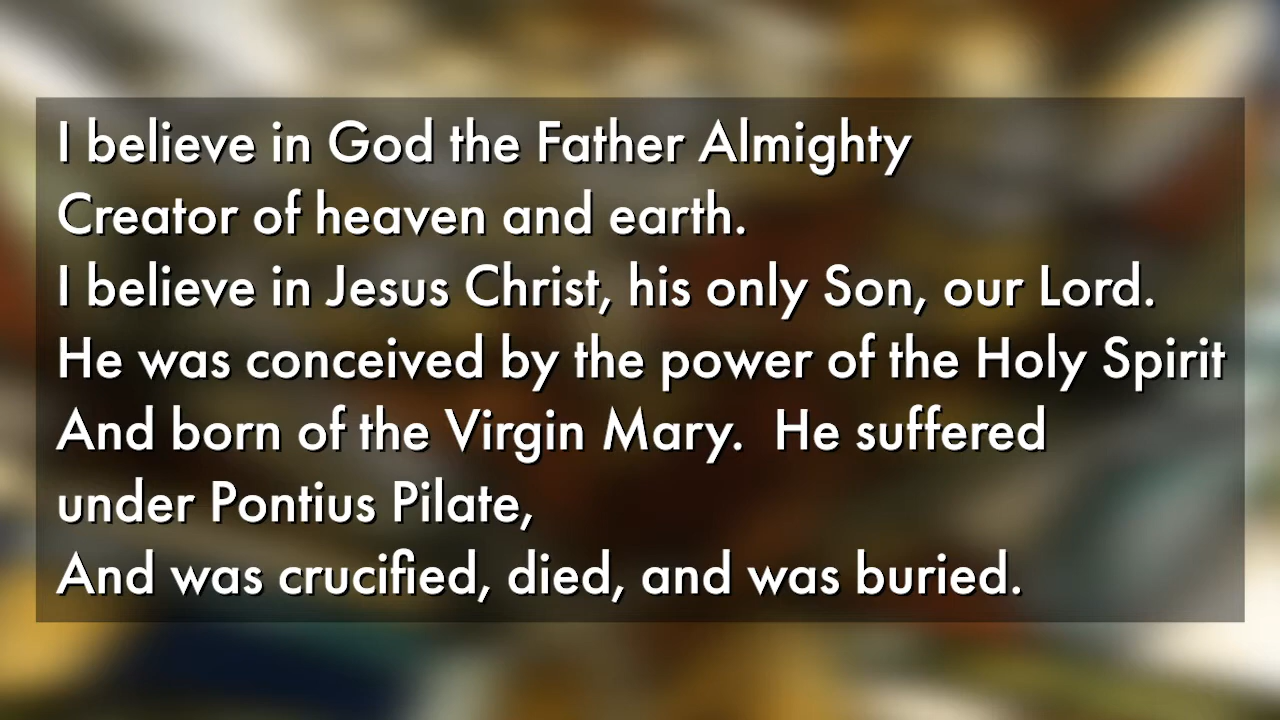 I believe in God the Father Almighty
Creator of heaven and earth.
I believe in Jesus Christ, his only Son, our Lord.
He was conceived by the power of the Holy Spirit
And born of the Virgin Mary.  He suffered
under Pontius Pilate,
And was crucified, died, and was buried.